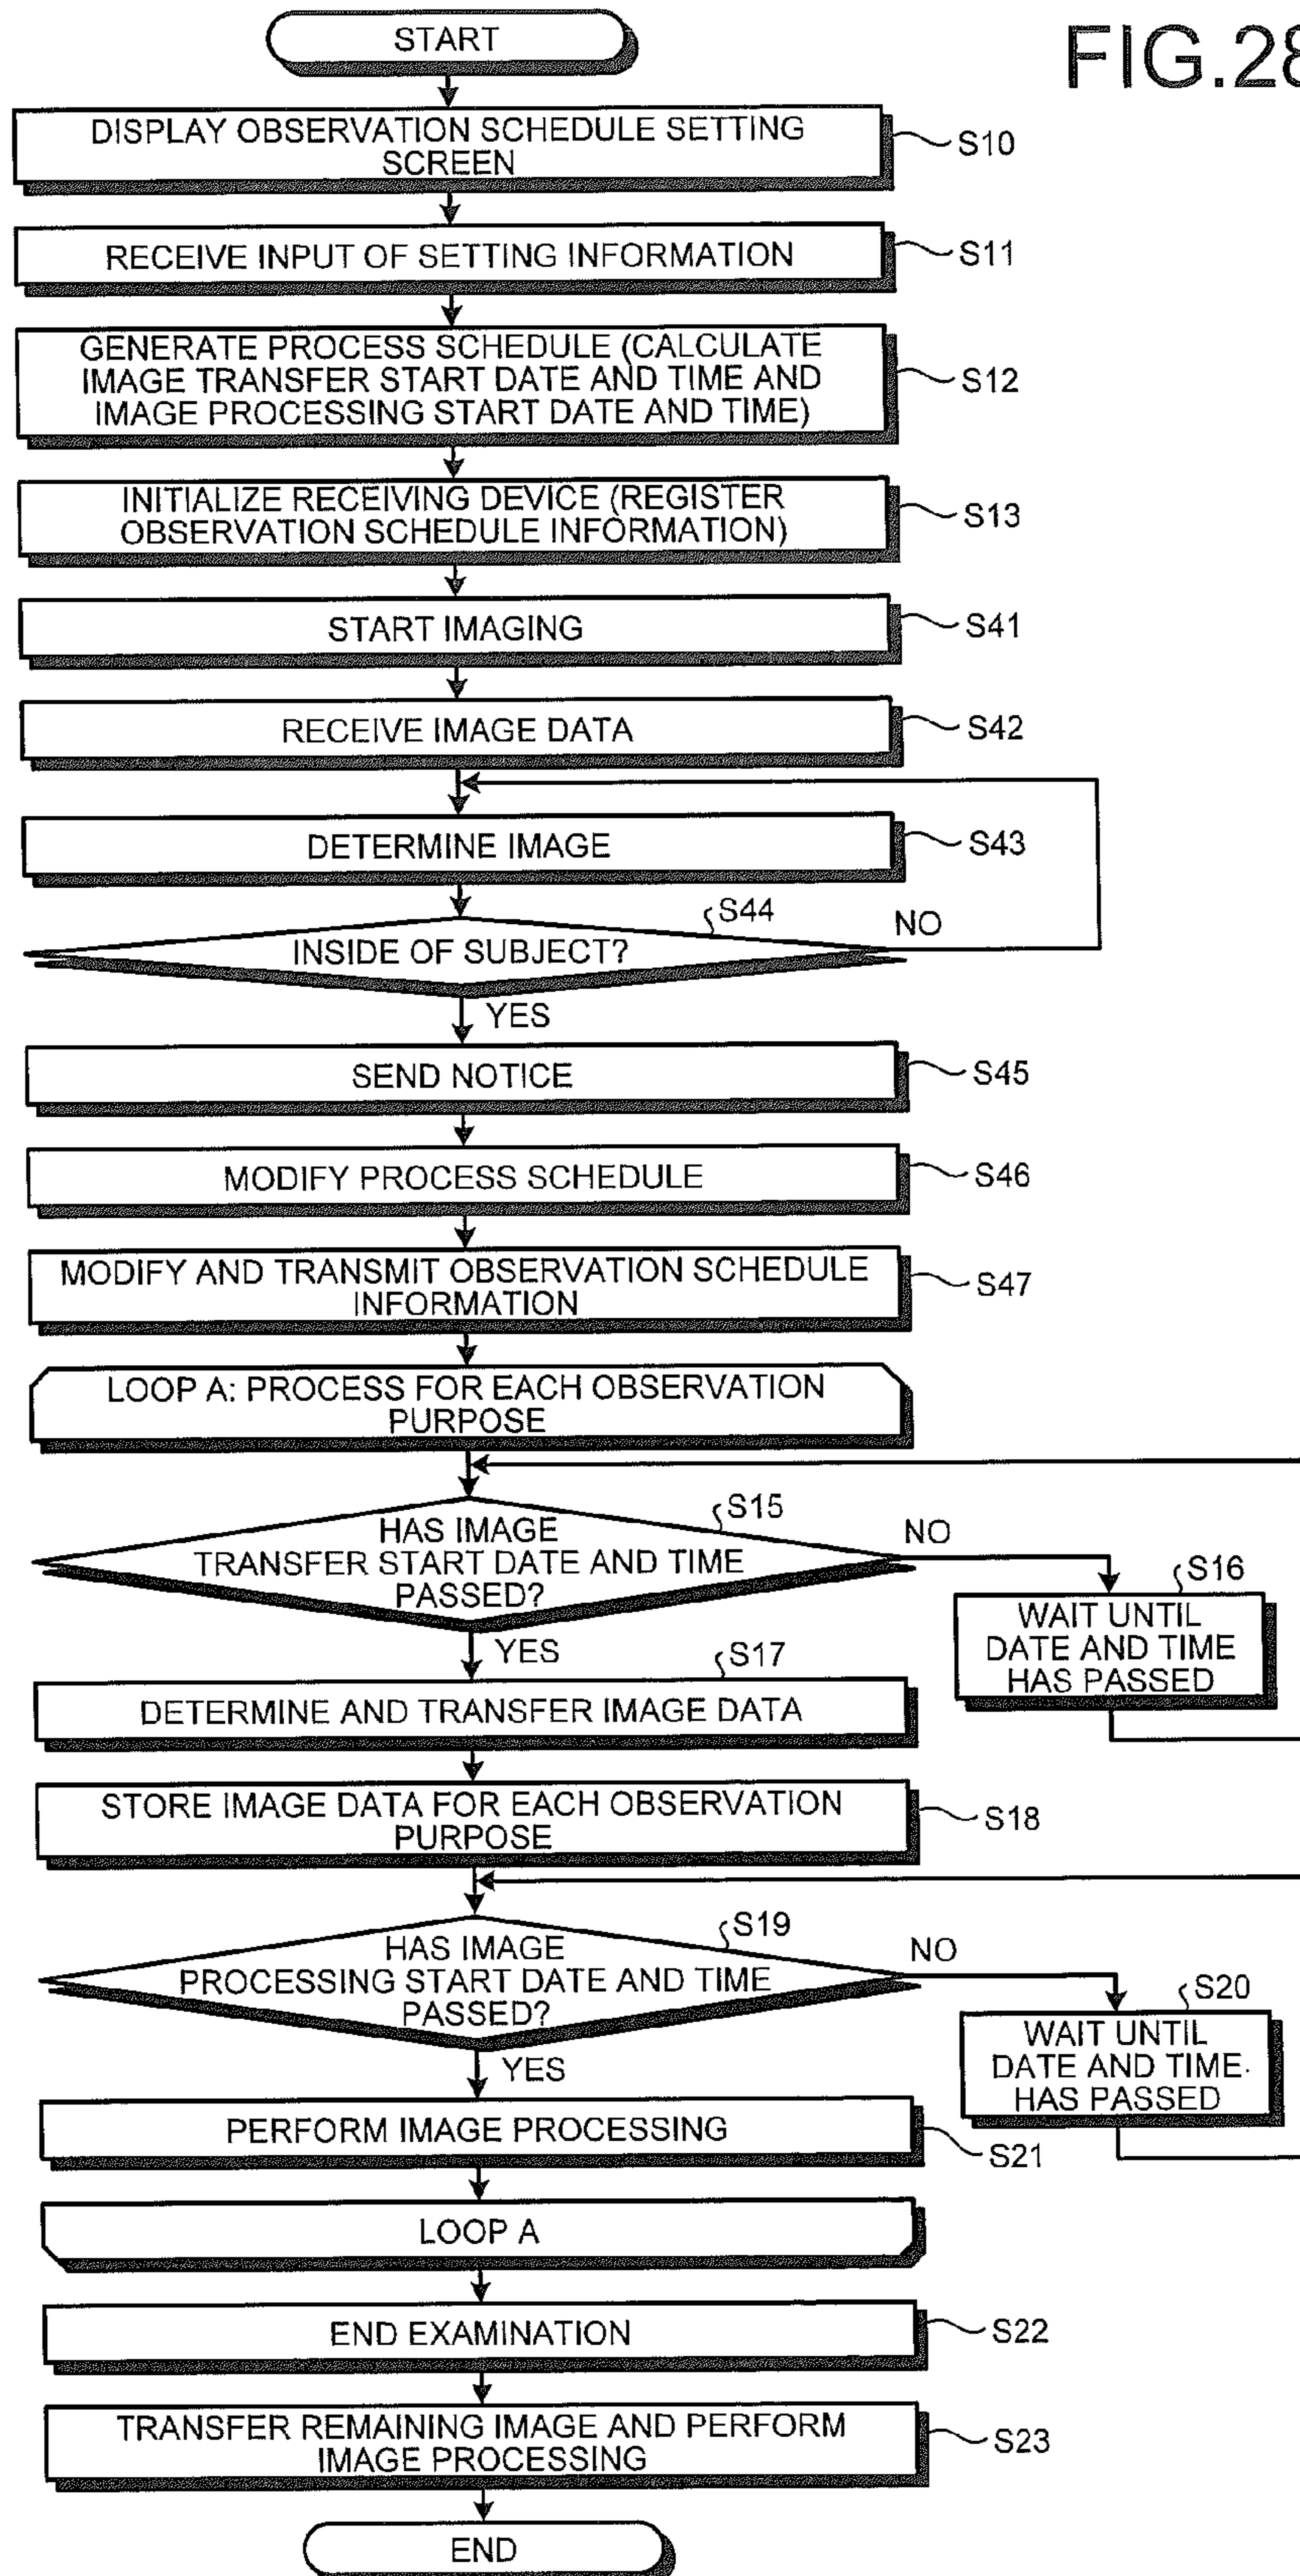 FIG.28
START
DISPLAY OBSERVATION SCHEDULE SETTING
SCREEN
S10
RECEIVE INPUT OF SETTING INFORMATION
S11
GENERATE PROCESS SCHEDULE (CALCULATE
IMAGE TRANSFER START DATE AND TIME AND
IMAGE PROCESSING START DATE AND TIME)
S12
INITIALIZE RECEIVING DEVICE (REGISTER
OBSERVATION SCHEDULE INFORMATION)
S13
START IMAGING
S41
RECEIVE IMAGE DATA
S42
DETERMINE IMAGE
S43
S44
NO
INSIDE OF SUBJECT?
YES
SEND NOTICE
S45
MODIFY PROCESS SCHEDULE
S46
MODIFY AND TRANSMIT OBSERVATION SCHEDULE
INFORMATION
S47
LOOP A: PROCESS FOR EACH OBSERVATION
PURPOSE
S15
HAS IMAGE
TRANSFER START DATE AND TIME
PASSED?
NO
S16
WAIT UNTIL
DATE AND TIME
HAS PASSED
YES
S17
DETERMINE AND TRANSFER IMAGE DATA
STORE IMAGE DATA FOR EACH OBSERVATION
PURPOSE
S18
S19
HAS IMAGE
PROCESSING START DATE AND TIME
PASSED?
NO
S20
WAIT UNTIL
DATE AND TIME
HAS PASSED
YES
PERFORM IMAGE PROCESSING
S21
LOOP A
END EXAMINATION
S22
TRANSFER REMAINING IMAGE AND PERFORM
IMAGE PROCESSING
S23
END